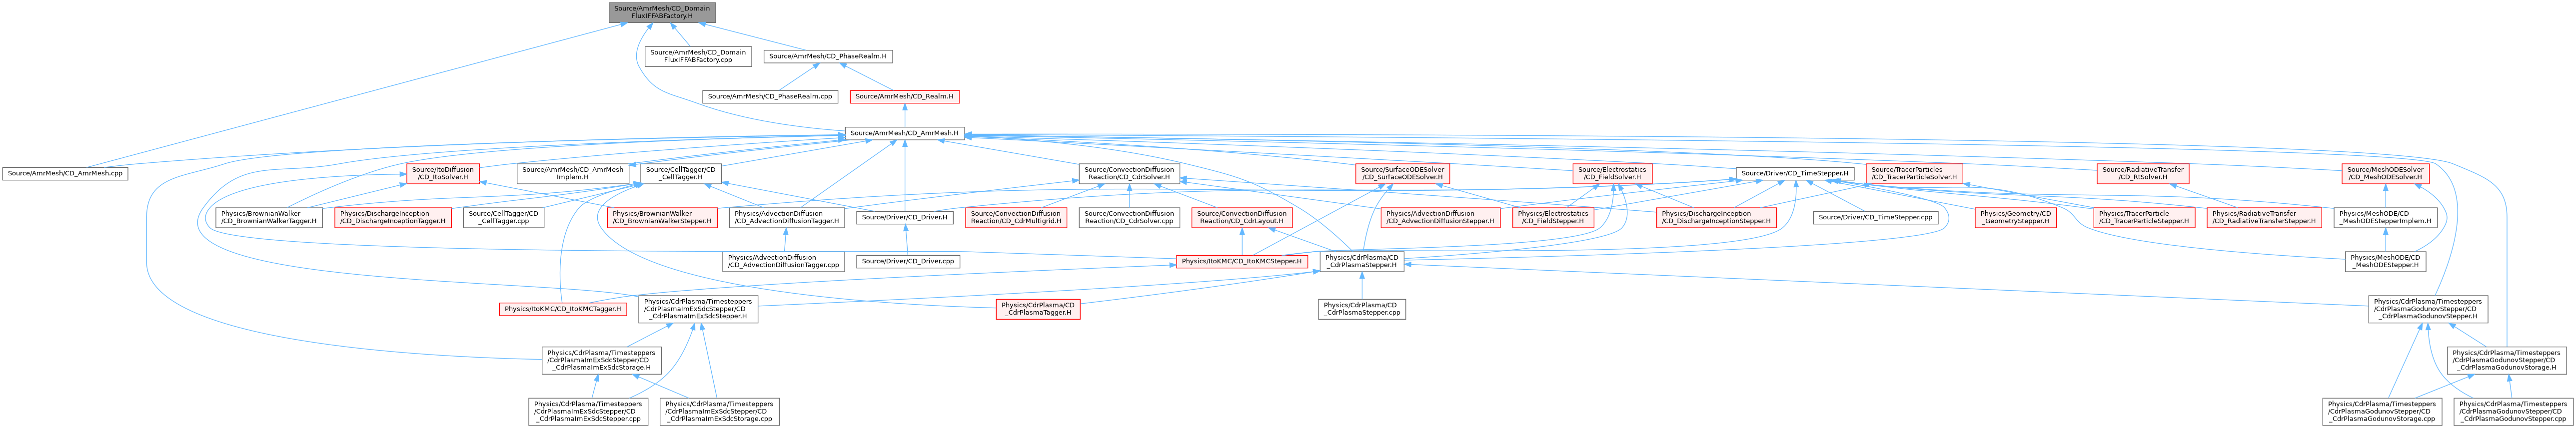 Source/AmrMesh/CD_Domain
FluxIFFABFactory.H
Source/AmrMesh/CD_Domain
FluxIFFABFactory.cpp
Source/AmrMesh/CD_PhaseRealm.H
Source/AmrMesh/CD_PhaseRealm.cpp
Source/AmrMesh/CD_Realm.H
Source/AmrMesh/CD_AmrMesh.H
Source/AmrMesh/CD_AmrMesh.cpp
Source/ItoDiffusion
/CD_ItoSolver.H
Source/AmrMesh/CD_AmrMesh
Implem.H
Source/CellTagger/CD
_CellTagger.H
Source/ConvectionDiffusion
Reaction/CD_CdrSolver.H
Source/SurfaceODESolver
/CD_SurfaceODESolver.H
Source/Electrostatics
/CD_FieldSolver.H
Source/Driver/CD_TimeStepper.H
Source/TracerParticles
/CD_TracerParticleSolver.H
Source/RadiativeTransfer
/CD_RtSolver.H
Source/MeshODESolver
/CD_MeshODESolver.H
Physics/BrownianWalker
/CD_BrownianWalkerTagger.H
Physics/DischargeInception
/CD_DischargeInceptionTagger.H
Source/CellTagger/CD
_CellTagger.cpp
Physics/BrownianWalker
/CD_BrownianWalkerStepper.H
Physics/AdvectionDiffusion
/CD_AdvectionDiffusionTagger.H
Source/Driver/CD_Driver.H
Source/ConvectionDiffusion
Reaction/CD_CdrMultigrid.H
Source/ConvectionDiffusion
Reaction/CD_CdrSolver.cpp
Source/ConvectionDiffusion
Reaction/CD_CdrLayout.H
Physics/AdvectionDiffusion
/CD_AdvectionDiffusionStepper.H
Physics/Electrostatics
/CD_FieldStepper.H
Physics/DischargeInception
/CD_DischargeInceptionStepper.H
Source/Driver/CD_TimeStepper.cpp
Physics/Geometry/CD
_GeometryStepper.H
Physics/TracerParticle
/CD_TracerParticleStepper.H
Physics/RadiativeTransfer
/CD_RadiativeTransferStepper.H
Physics/MeshODE/CD
_MeshODEStepperImplem.H
Physics/AdvectionDiffusion
/CD_AdvectionDiffusionTagger.cpp
Source/Driver/CD_Driver.cpp
Physics/ItoKMC/CD_ItoKMCStepper.H
Physics/CdrPlasma/CD
_CdrPlasmaStepper.H
Physics/MeshODE/CD
_MeshODEStepper.H
Physics/ItoKMC/CD_ItoKMCTagger.H
Physics/CdrPlasma/Timesteppers
/CdrPlasmaImExSdcStepper/CD
_CdrPlasmaImExSdcStepper.H
Physics/CdrPlasma/CD
_CdrPlasmaTagger.H
Physics/CdrPlasma/CD
_CdrPlasmaStepper.cpp
Physics/CdrPlasma/Timesteppers
/CdrPlasmaGodunovStepper/CD
_CdrPlasmaGodunovStepper.H
Physics/CdrPlasma/Timesteppers
/CdrPlasmaImExSdcStepper/CD
_CdrPlasmaImExSdcStorage.H
Physics/CdrPlasma/Timesteppers
/CdrPlasmaGodunovStepper/CD
_CdrPlasmaGodunovStorage.H
Physics/CdrPlasma/Timesteppers
/CdrPlasmaImExSdcStepper/CD
_CdrPlasmaImExSdcStepper.cpp
Physics/CdrPlasma/Timesteppers
/CdrPlasmaImExSdcStepper/CD
_CdrPlasmaImExSdcStorage.cpp
Physics/CdrPlasma/Timesteppers
/CdrPlasmaGodunovStepper/CD
_CdrPlasmaGodunovStorage.cpp
Physics/CdrPlasma/Timesteppers
/CdrPlasmaGodunovStepper/CD
_CdrPlasmaGodunovStepper.cpp